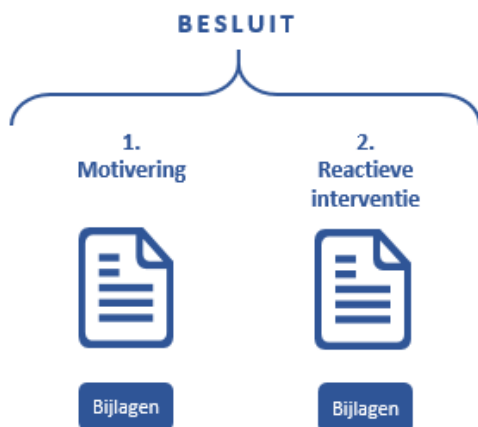 BESLUIT
1.
Motivering
2.
Reactieve
interventie
Bijlagen
Bijlagen